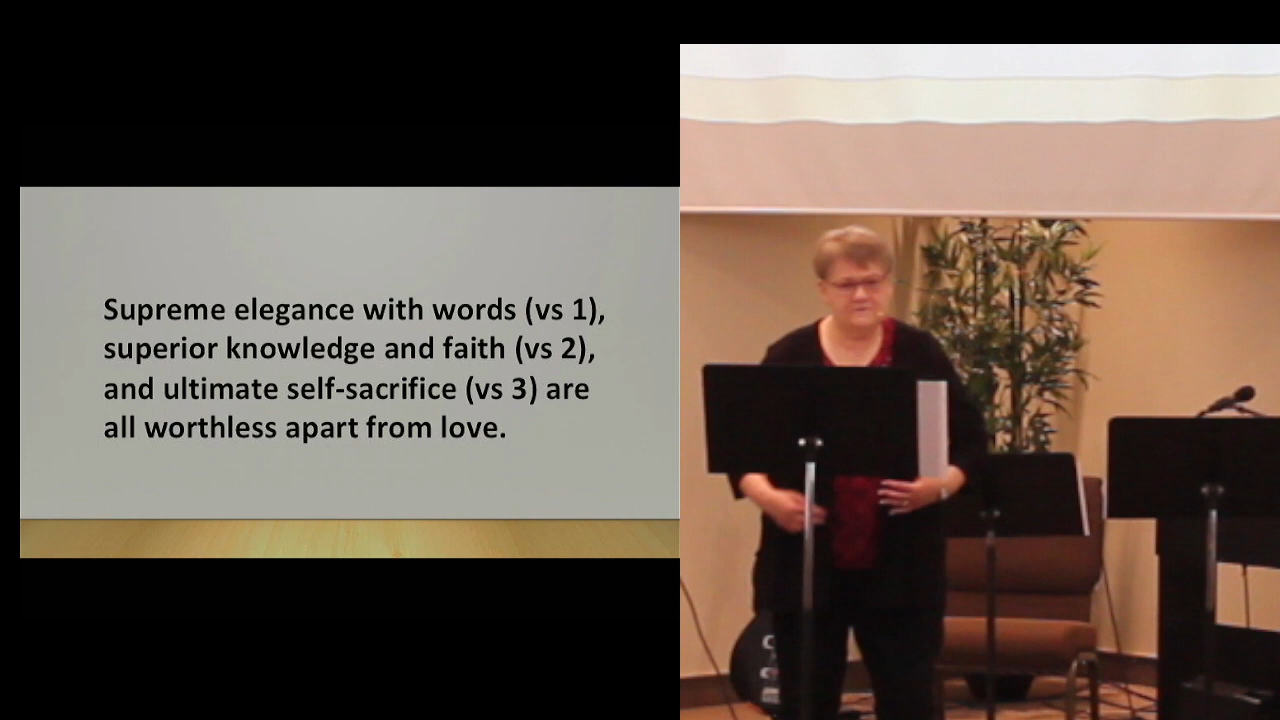 Supreme elegance with words (vs 1),
superior knowledge and faith (vs 2),
and ultimate self-sacrifice (vs 3) are
all worthless apart from love.